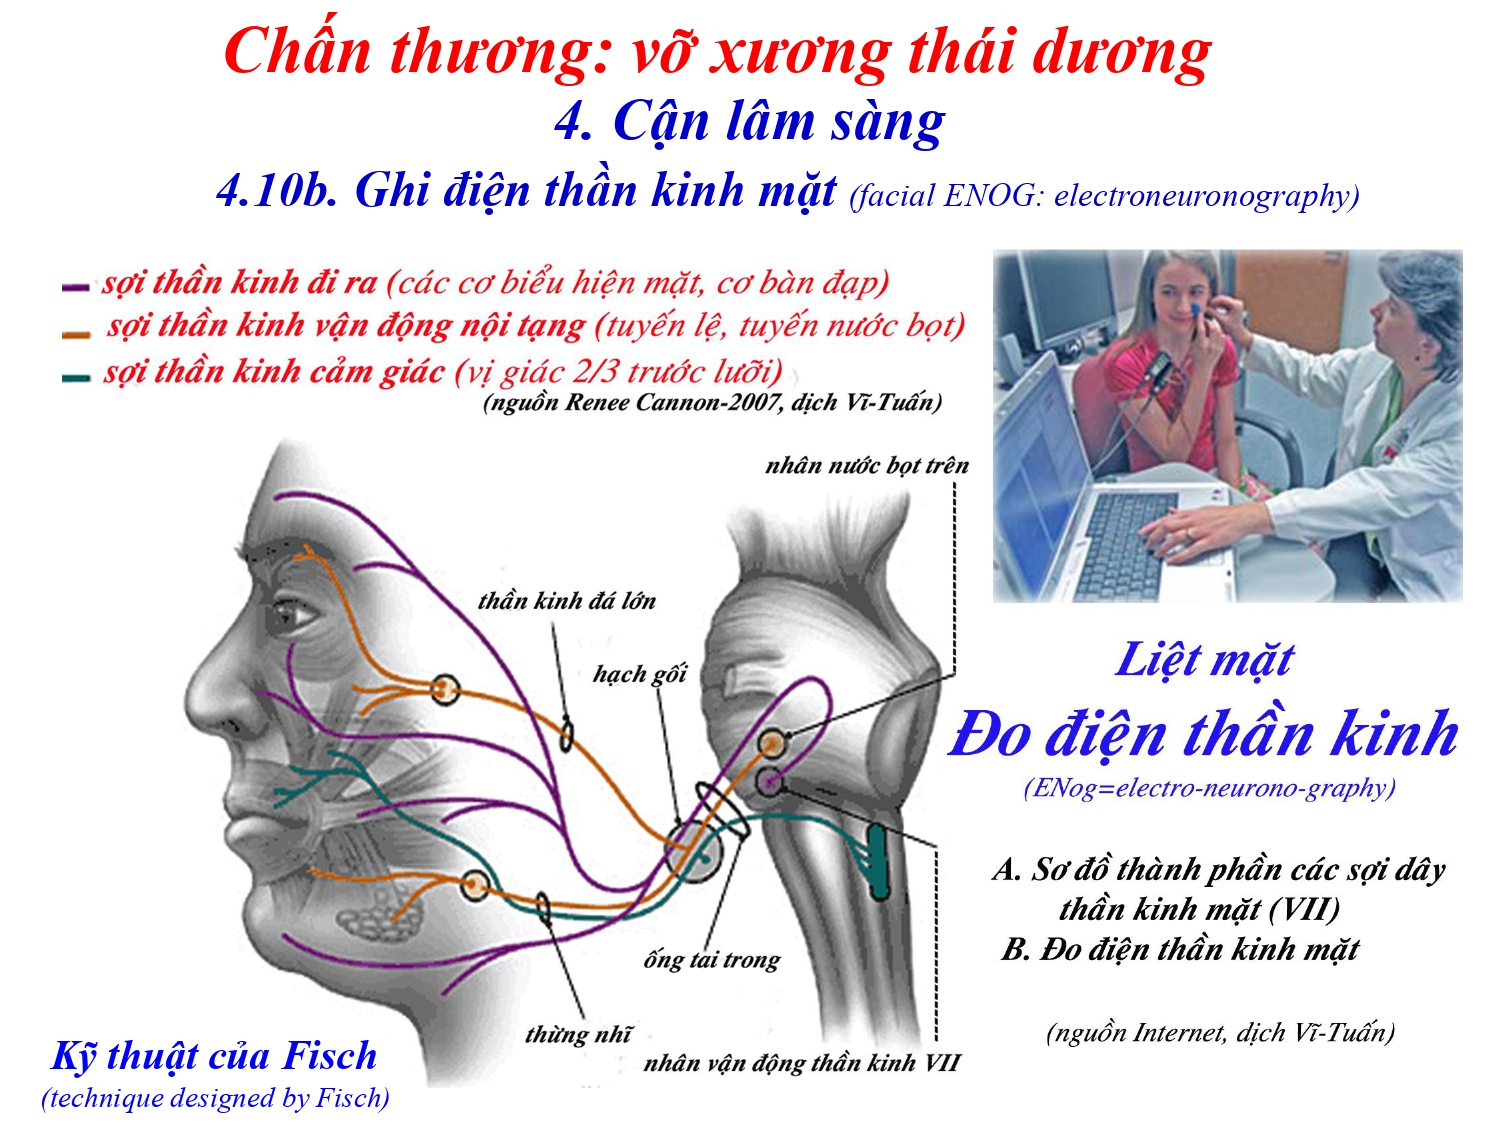 Chấn thương: vỡ xương thái dương
4. Cận lâm sàng
4.10b. Ghi điện thần kinh mặt (facial ENOG: electroneuronography)
sợi thần kinh đi ra (các cơ biểu hiện mặt, cơ bàn đạp)
sợi thần kinh vận động nội tạng (tuyến lệ, tuyến nước bọt)
sợi thần kinh cảm giác (vị giác 2/3 trước lưỡi)
(nguồn Renee Cannon-2007, dịch Vĩ-Tuấn)
nhân nước bọt trên
thần kinh đá lớn
hạch gối
ống tai trong
thừng nhĩ
nhân vận động thần kinh VII
Liệt mặt
Đo điện thần kinh
(ENog=electro-neurono-graphy)
A. Sơ đồ thành phần các sợi dây
thần kinh mặt (VII)
B. Đo điện thần kinh mặt
(nguồn Internet, dịch Vĩ-Tuấn)
Kỹ thuật của Fisch
(technique designed by Fisch)